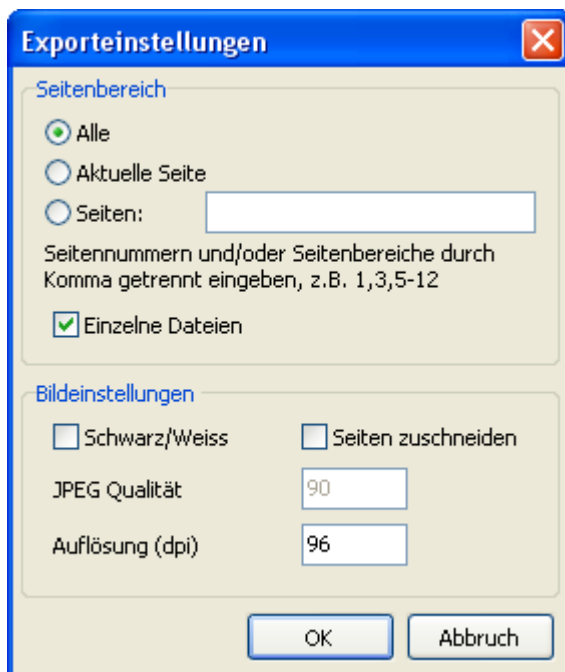 Exporteinstellungen
Seitenbereich
Alle
Aktuelle Seite
Seiten:
Seitennummern und/oder Seitenbereiche durch
Komma getrennt eingeben, z.B. 1,3,5-12
Einzelne Dateien
Bildeinstellungen
Schwarz/Weiss Seiten zuschneiden
JPEG Qualität 90
Auflösung (dpi) 96
OK Abbruch